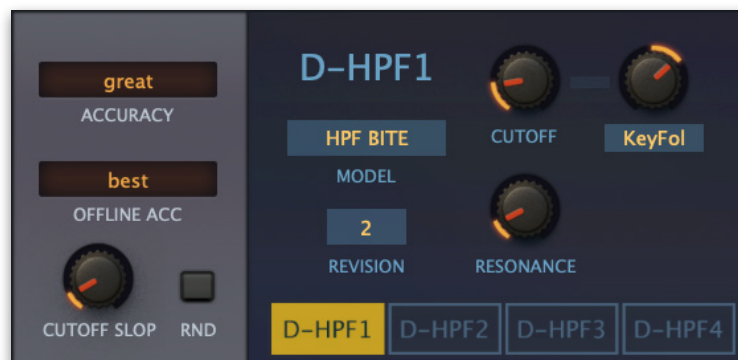 great
ACCURACY
best
OFFLINE ACC
CUTOFF SLOP RND
D-HPF1
HPF BITE
MODEL
2
REVISION
CUTOFF
KeyFol
RESONANCE
D-HPF1 D-HPF2 D-HPF3 D-HPF4